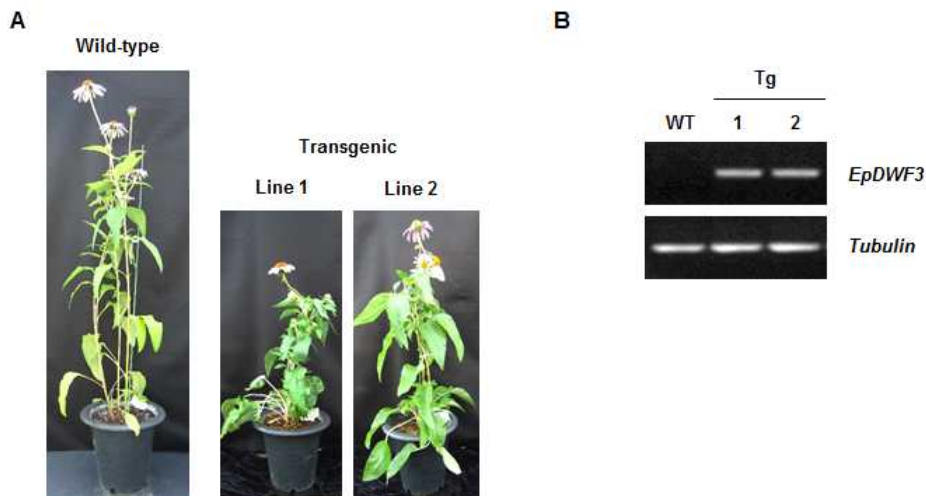 A
Wild-type
Transgenic
Line 1 Line 2
B
Tg
WT 1 2
EpDWF3
Tubulin